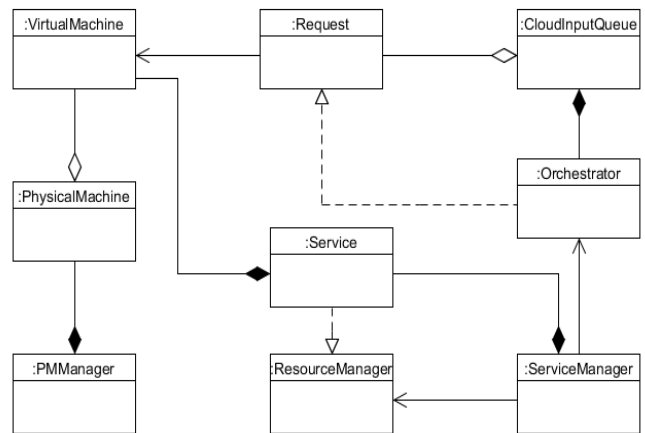 :VirtualMachine
:Request
:CloudInputQueue
:Orchestrator
:PhysicalMachine
:Service
:PMManager
:ResourceManager
:ServiceManager